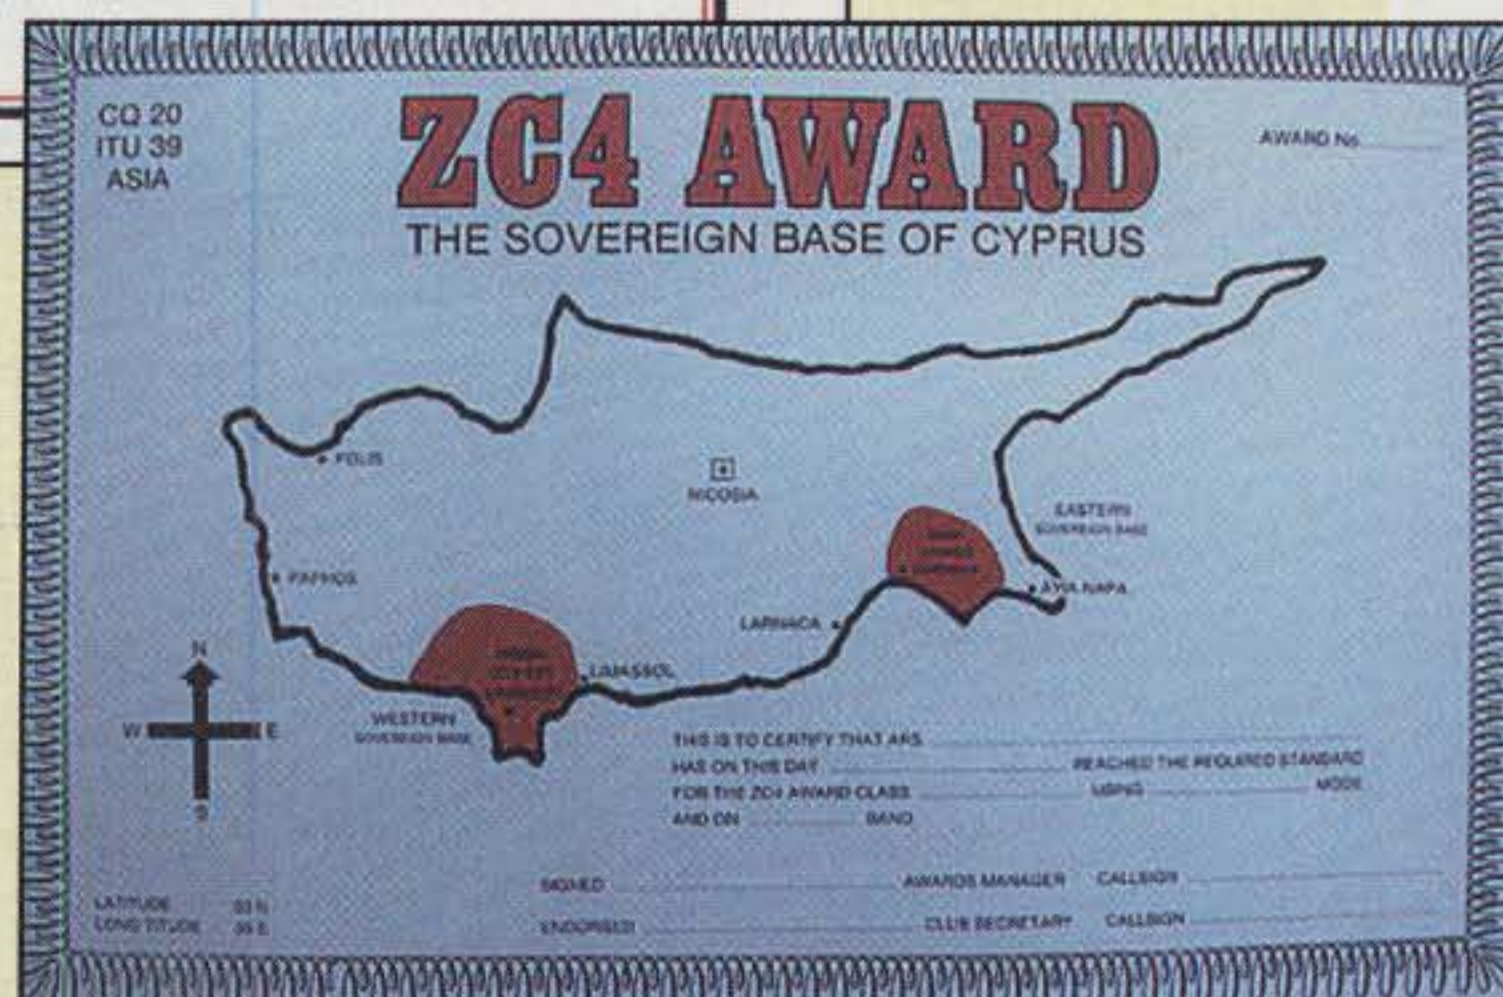 CQ 20
ITU 39
ASIA
ZC4 AWARD
AWARD No
THE SOVEREIGN BASE OF CYPRUS
POLIS
NICOSIA
EASTERN
SOVEREIGN BASE
PAPHOS
AYIA NAPA
LARNACA
LIMASSOL
N
W E
S
WESTERN
SOVEREIGN BASE
THIS IS TO CERTIFY THAT ARS
HAS ON THIS DAY REACHED THE REQUIRED STANDARD
FOR THE ZC4 AWARD CLASS USING MODE
AND ON BAND
SIGNED AWARDS MANAGER CALLSIGN
ENDORSED CLUB SECRETARY CALLSIGN
LATITUDE
LONG TITUDE